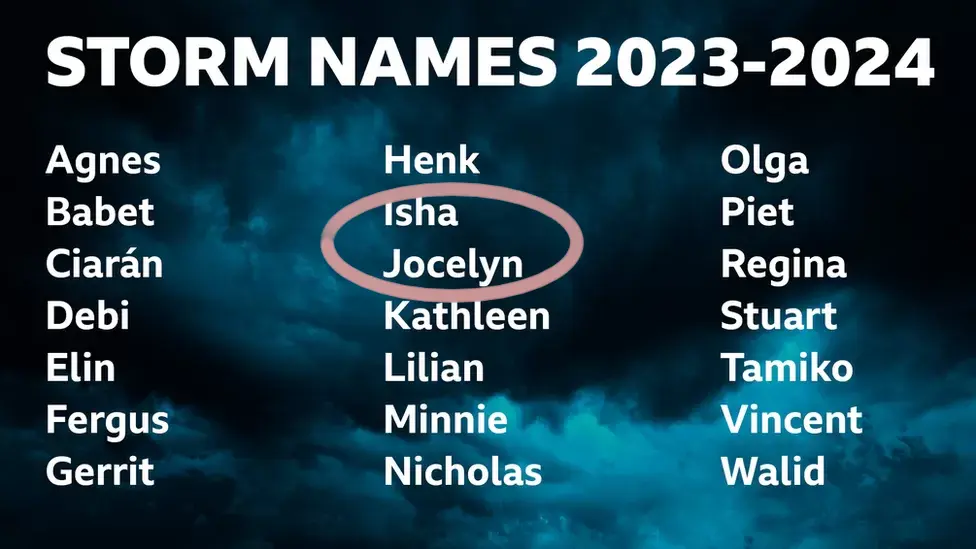 STORM NAMES 2023-2024
Agnes
Babet
Ciarán
Debi
Elin
Fergus
Gerrit
Henk
Isha
Jocelyn
Kathleen
Lilian
Minnie
Nicholas
Olga
Piet
Regina
Stuart
Tamiko
Vincent
Walid